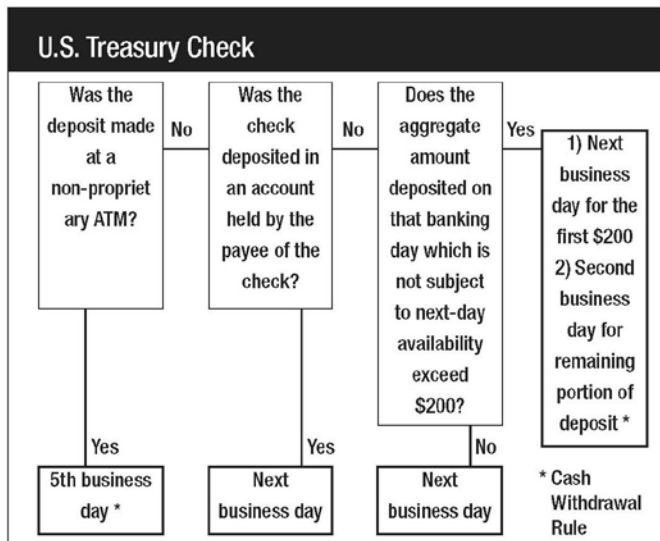 U.S. Treasury Check
Was the
deposit made
at a
non-propriet
ary ATM?
No
Was the
check
deposited in
an account
held by the
payee of the
check?
No
Does the
aggregate
amount
deposited on
that banking
day which is
not subject
to next-day
availability
exceed
$200?
Yes
1) Next
business
day for the
first $200
2) Second
business
day for
remaining
portion of
deposit *
Yes
5th business
day *
Yes
Next
business day
No
Next
business day
* Cash
Withdrawal
Rule